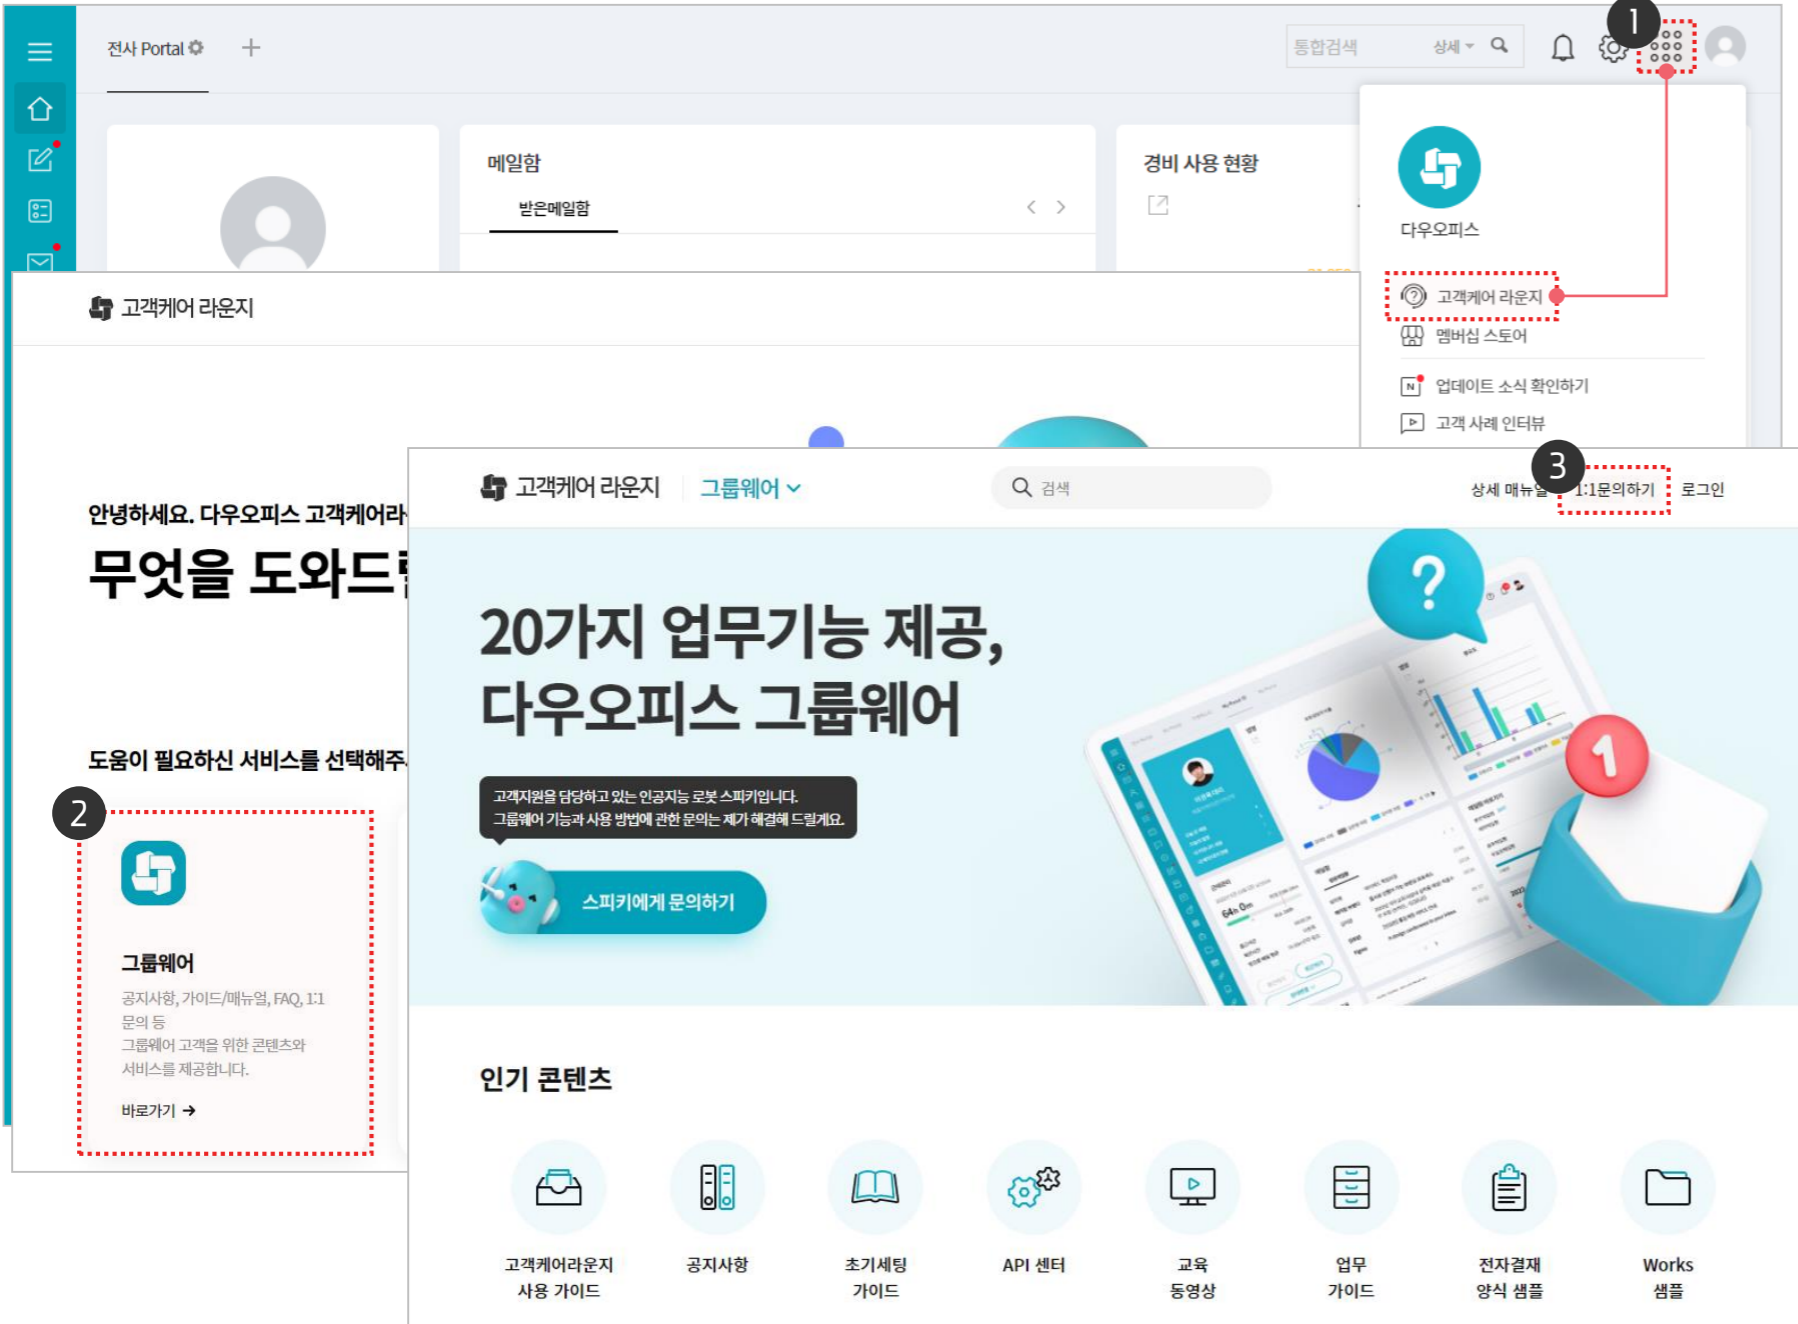 전사 Portal
통합검색
상세
1
메일함
받은메일함
경비 사용 현황
다우오피스
고객케어 라운지
멤버십 스토어
N
업데이트 소식 확인하기
고객 사례 인터뷰
고객케어 라운지
안녕하세요. 다우오피스 고객케어라
무엇을 도와드
도움이 필요하신 서비스를 선택해주
2
그룹웨어
공지사항, 가이드/매뉴얼, FAQ, 1:1
문의 등
그룹웨어 고객을 위한 콘텐츠와
서비스를 제공합니다.
바로가기 →
고객케어 라운지
그룹웨어
검색
상세 매뉴얼
3
1:1문의하기
로그인
20가지 업무기능 제공,
다우오피스 그룹웨어
고객지원을 담당하고 있는 인공지능 로봇 스피키입니다.
그룹웨어 기능과 사용 방법에 관한 문의는 제가 해결해 드릴게요.
스피키에게 문의하기
?
1
64h 0m
인기 콘텐츠
고객케어라운지
사용 가이드
공지사항
초기세팅
가이드
API 센터
교육
동영상
업무
가이드
전자결재
양식 샘플
Works
샘플